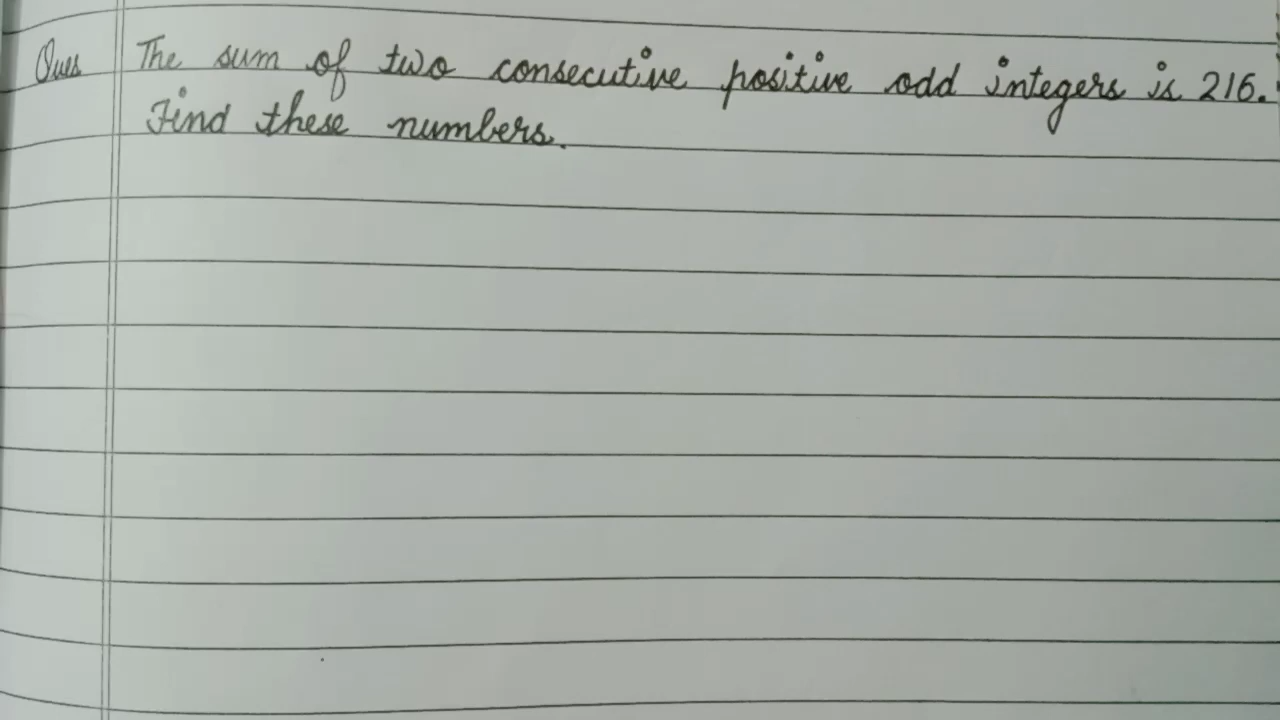 Ques The sum of two consecutive positive odd integers is 216.
Find these numbers.